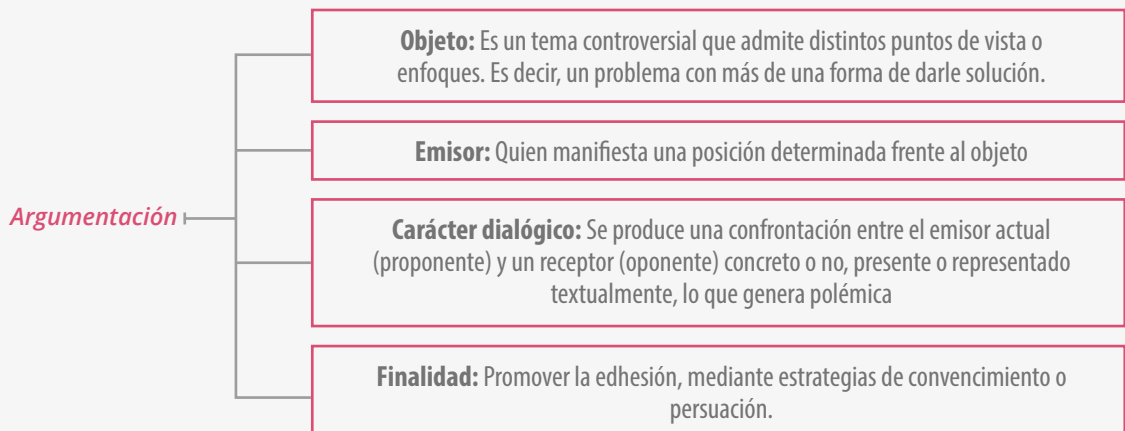 Objeto: Es un tema controversial que admite distintos puntos de vista o
enfoques. Es decir, un problema con más de una forma de darle solución.
Emisor: Quien manifiesta una posición determinada frente al objeto
Argumentación
Carácter dialógico: Se produce una confrontación entre el emisor actual
(proponente) y un receptor (oponente) concreto o no, presente o representado
textualmente, lo que genera polémica
Finalidad: Promover la edhesión, mediante estrategias de convencimiento o
persuación.